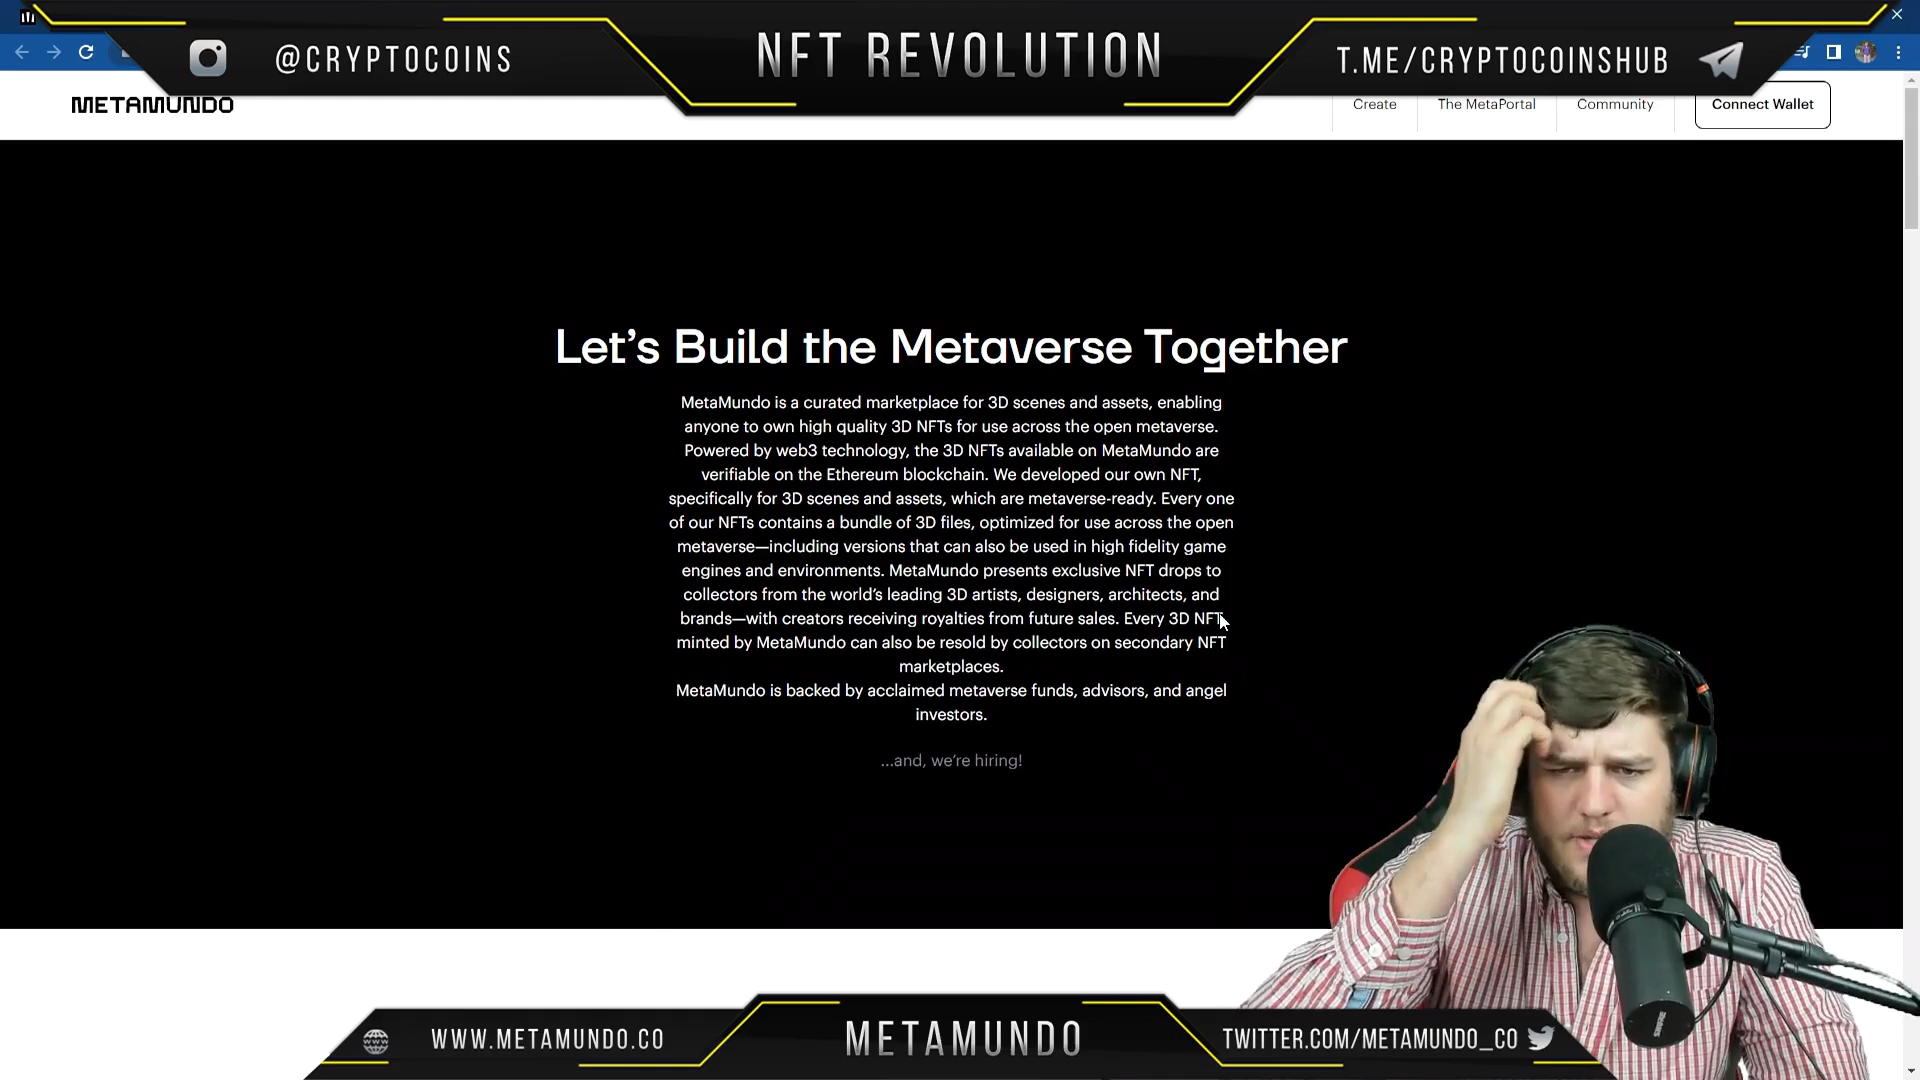 @CRYPTOCOINS
NFT REVOLUTION
T.ME/CRYPTOCOINSHUB
METAMUNDO
Create
The MetaPortal
Community
Connect Wallet
Let's Build the Metaverse Together
MetaMundo is a curated marketplace for 3D scenes and assets, enabling
anyone to own high quality 3D NFTs for use across the open metaverse.
Powered by web3 technology, the 3D NFTs available on MetaMundo are
verifiable on the Ethereum blockchain. We developed our own NFT,
specifically for 3D scenes and assets, which are metaverse-ready. Every one
of our NFTs contains a bundle of 3D files, optimized for use across the open
metaverse—including versions that can also be used in high fidelity game
engines and environments. MetaMundo presents exclusive NFT drops to
collectors from the world's leading 3D artists, designers, architects, and
brands—with creators receiving royalties from future sales. Every 3D NFT
minted by MetaMundo can also be resold by collectors on secondary NFT
marketplaces.
MetaMundo is backed by acclaimed metaverse funds, advisors, and angel
investors.
...and, we're hiring!
WWW.METAMUNDO.CO
METAMUNDO
TWITTER.COM/METAMUNDO_CO